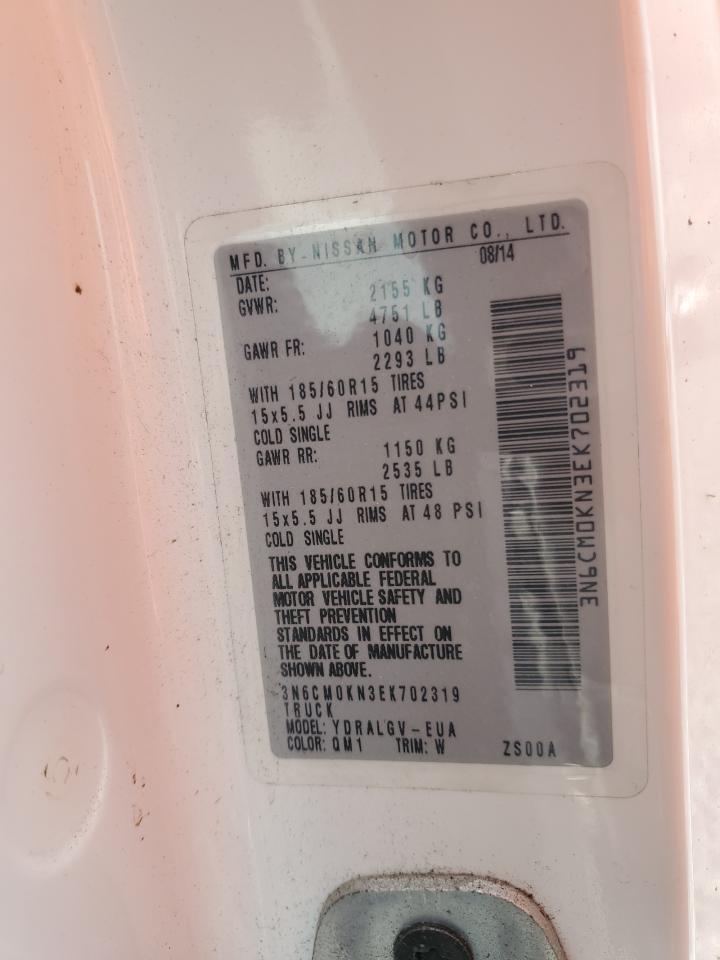 MFD. BY-NISSAN MOTOR CO., LTD.
DATE: 08/14
GVWR: 2155 KG
4751 LB
GAWR FR: 1040 KG
2293 LB
WITH 185/60R15 TIRES
15x5.5 JJ RIMS AT 44PSI
COLD SINGLE
GAWR RR: 1150 KG
2535 LB
WITH 185/60R15 TIRES
15x5.5 JJ RIMS AT 48 PSI
COLD SINGLE
THIS VEHICLE CONFORMS TO
ALL APPLICABLE FEDERAL
MOTOR VEHICLE SAFETY AND
THEFT PREVENTION
STANDARDS IN EFFECT ON
THE DATE OF MANUFACTURE
SHOWN ABOVE.
3N6CM0KN3EK702319
TRUCK
MODEL: YDRALGV-EUA
COLOR: QM1 TRIM: W ZS00A
3N6CM0KN3EK702319